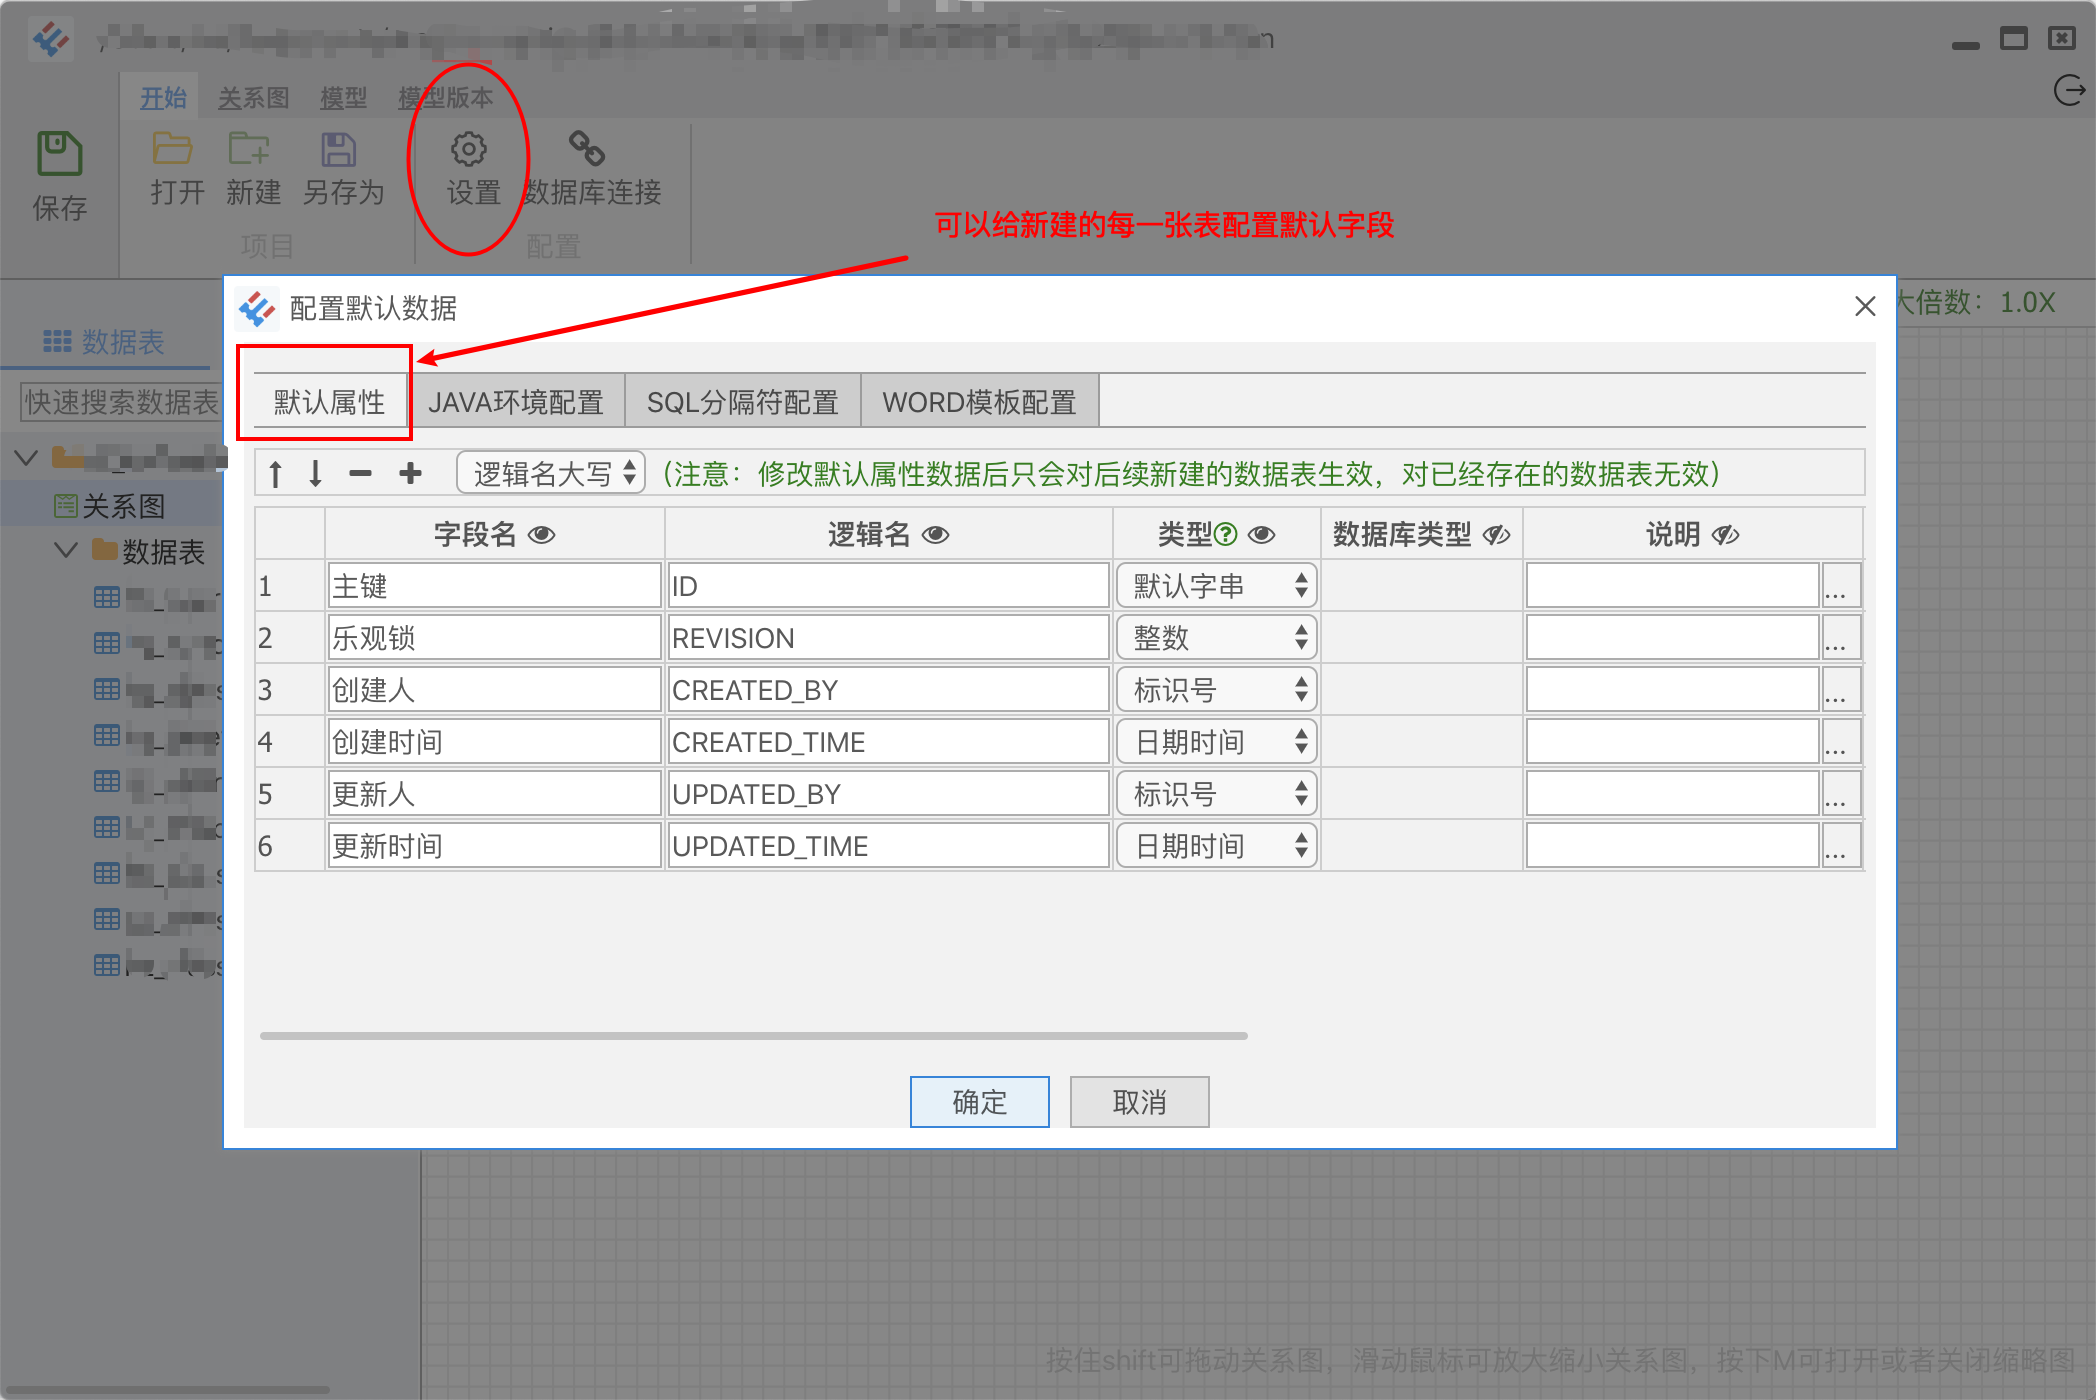 开始 关系图 模型 模型版本
保存 打开 新建 另存为 设置 数据库连接
项目 配置
可以给新建的每一张表配置默认字段
配置默认数据
大倍数：1.0X
数据表
默认属性 JAVA环境配置 SQL分隔符配置 WORD模板配置
快速搜索数据表
逻辑名大写 (注意：修改默认属性数据后只会对后续新建的数据表生效，对已经存在的数据表无效)
关系图
数据表
字段名 逻辑名 类型? 数据库类型 说明
1 主键 ID 默认字串 ...
2 乐观锁 REVISION 整数 ...
3 创建人 CREATED_BY 标识号 ...
4 创建时间 CREATED_TIME 日期时间 ...
5 更新人 UPDATED_BY 标识号 ...
6 更新时间 UPDATED_TIME 日期时间 ...
确定 取消
按住shift可拖动关系图，滑动鼠标可放大缩小关系图，按下M可打开或者关闭缩略图